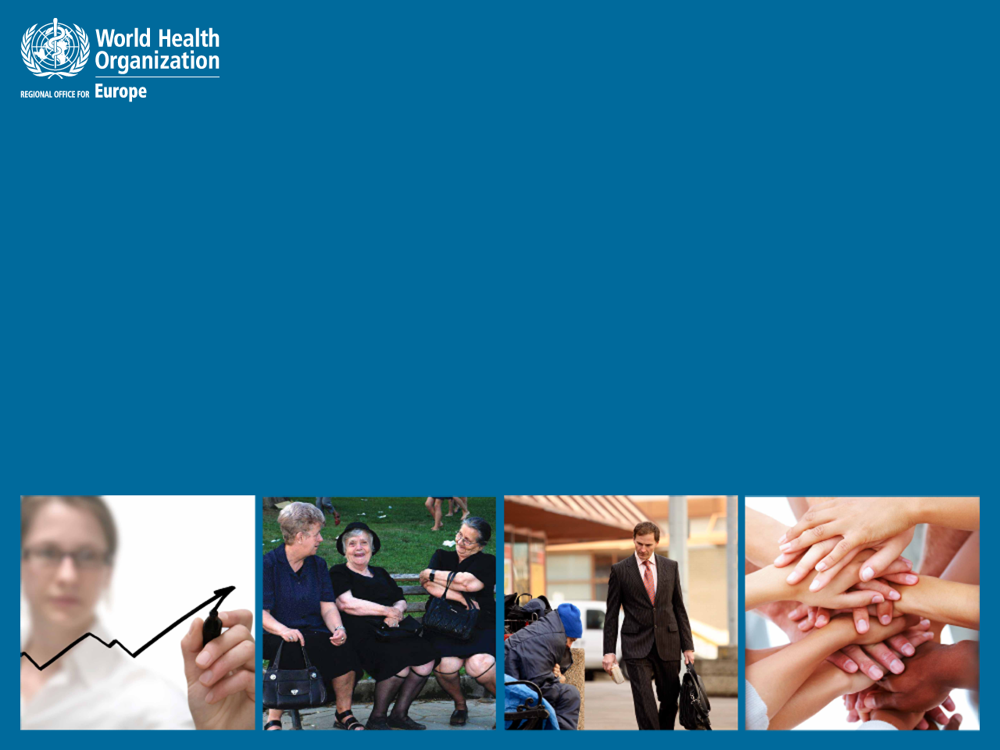 World Health
Organization
REGIONAL OFFICE FOR Europe